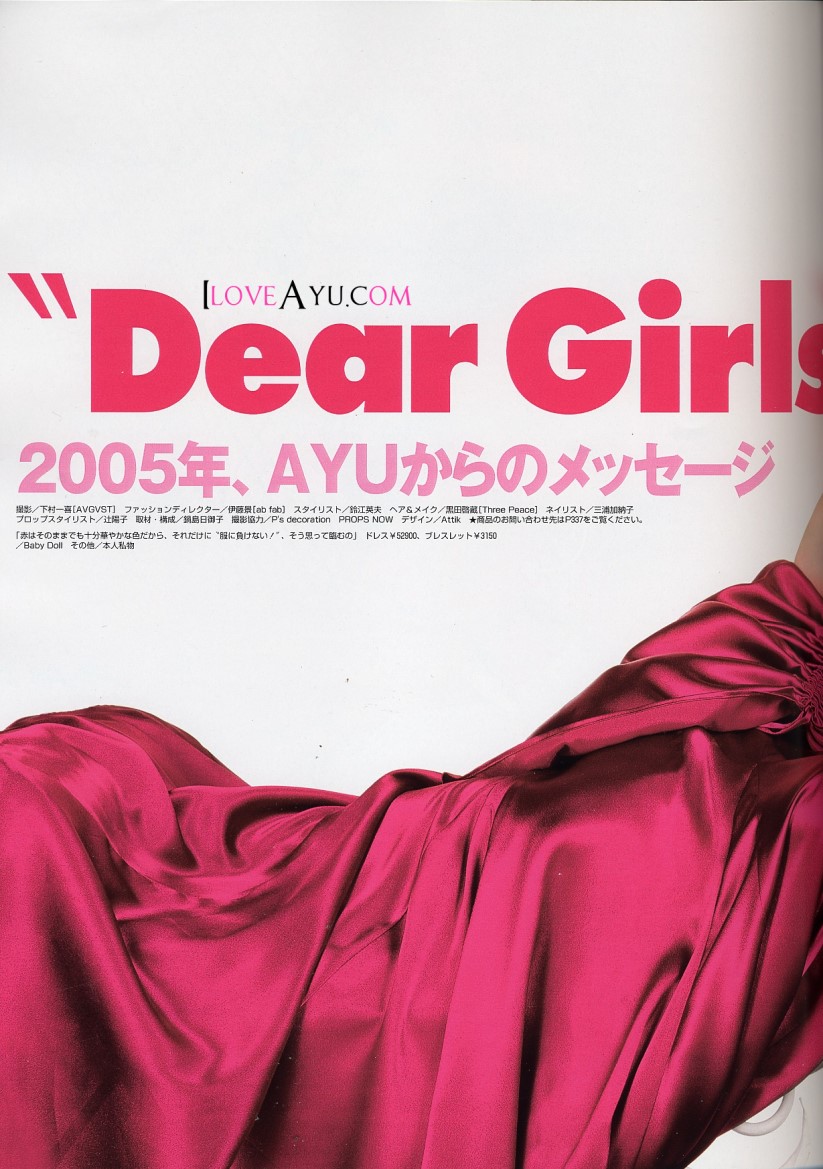 ILOVEAYU.COM
〝Dear Girls
2005年、AYUからのメッセージ
撮影／下村一喜[AVGVST]　ファッションディレクター／伊藤景[ab fab]　スタイリスト／鈴江英夫　ヘア&メイク／黒田啓蔵[Three Peace]　ネイリスト／三浦加納子
プロップスタイリスト／辻陽子　取材・構成／鍋島日御子　撮影協力／P's decoration　PROPS NOW　デザイン／Attik　★商品のお問い合わせ先はP337をご覧ください。
「赤はそのままでも十分華やかな色だから、それだけに〝服に負けない！〟、そう思って臨むの」 ドレス¥52900、ブレスレット¥3150
／Baby Doll　その他／本人私物